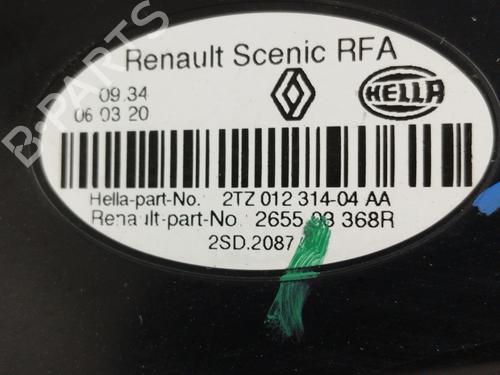 Renault Scenic RFA
09.34
06 03 20
HELLA
Hella-part-No. 2TZ 012 314-04 AA
Renault-part-No. 2655 368R
2SD.2087
B-PARTS